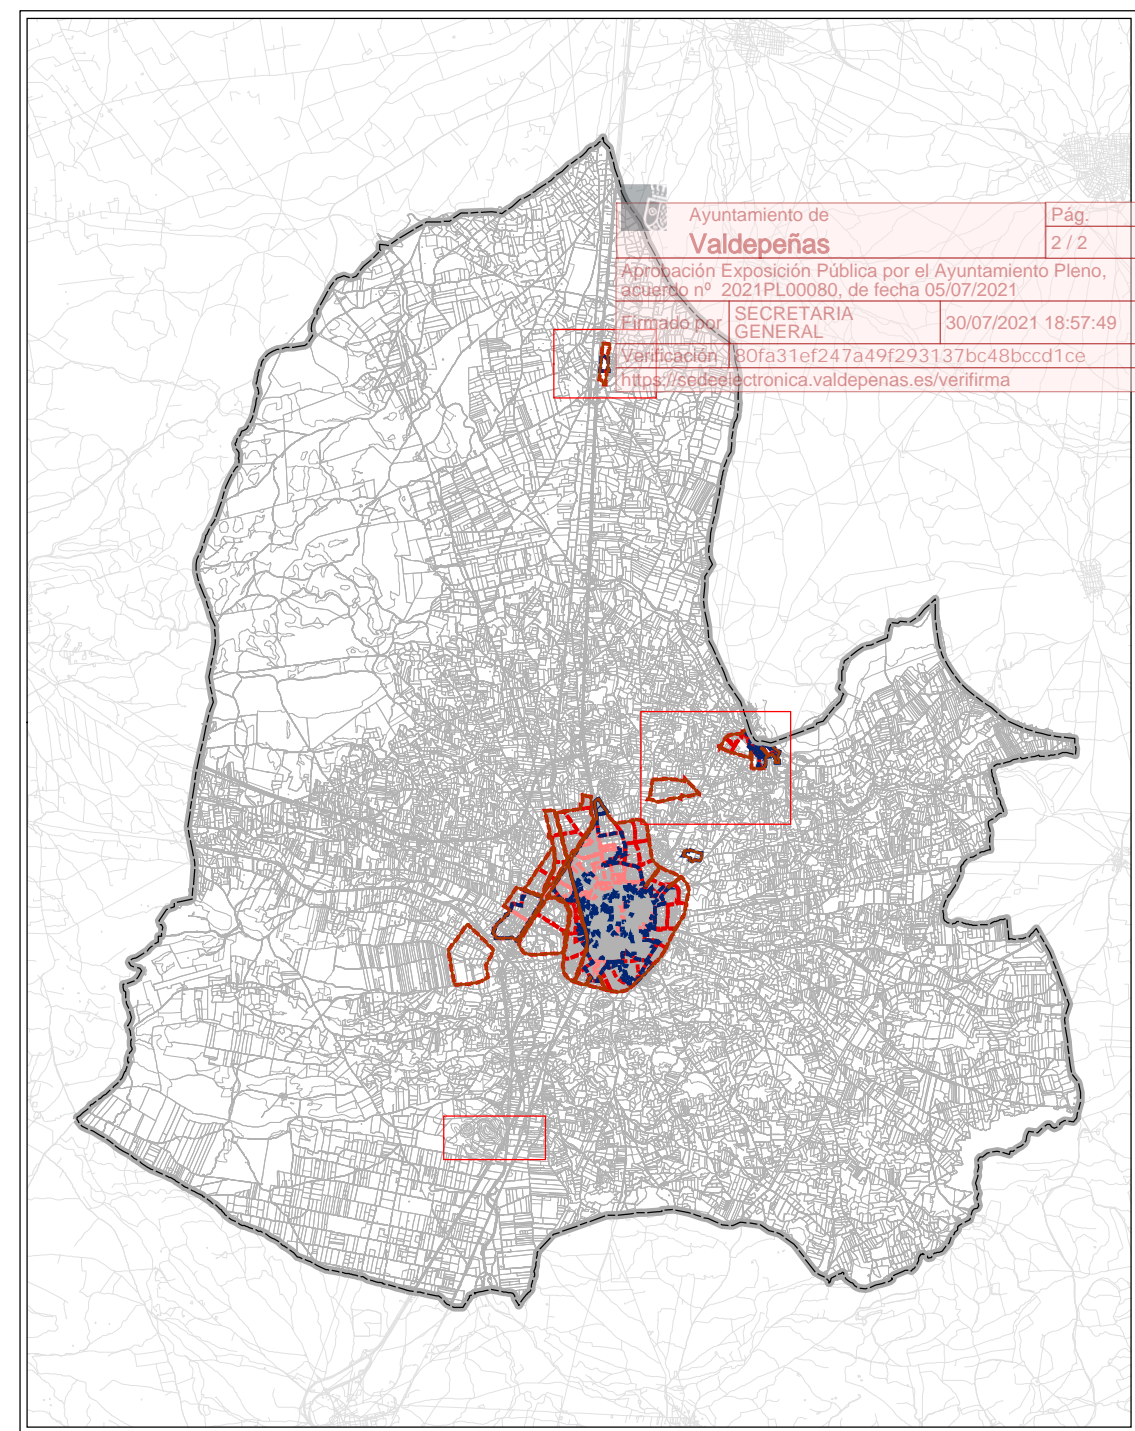 Ayuntamiento de
Valdepeñas
Pág.
2 / 2
Aprobación Exposición Pública por el Ayuntamiento Pleno,
acuerdo nº 2021PL00080, de fecha 05/07/2021
Firmado por
SECRETARIA
GENERAL
30/07/2021 18:57:49
Verificación
80fa31ef247a49f293137bc48bccd1ce
https://sedeelectronica.valdepenas.es/verifirma